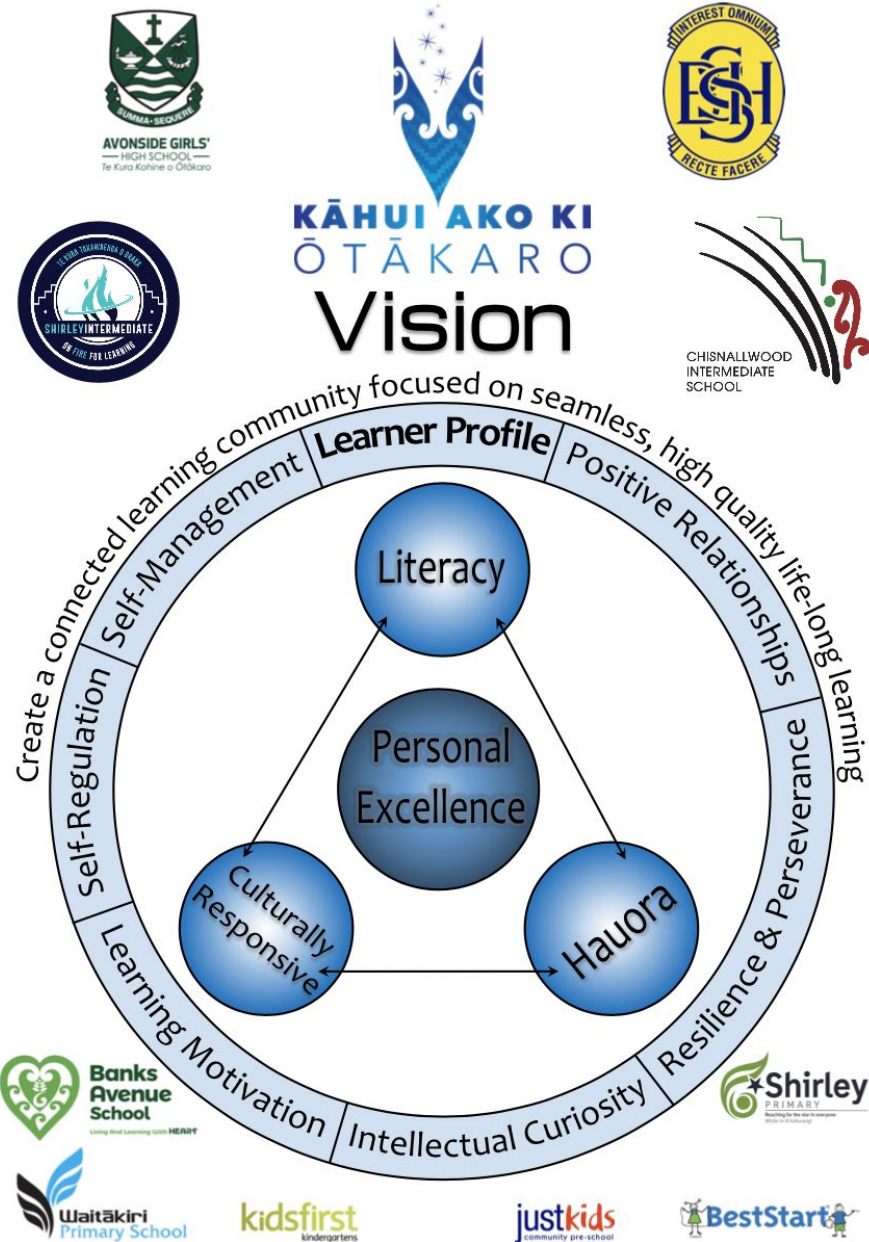 SUMMA-SEQUERE
AVONSIDE GIRLS'
HIGH SCHOOL
Te Kura Kohine o Ōtākaro
KĀHUI AKO KI
ŌTĀKARO
INTEREST OMNIUM
SBHS
RECTE FACERE
SHIRLEY INTERMEDIATE
ON FIRE FOR LEARNING
Vision
CHISNALLWOOD
INTERMEDIATE
SCHOOL
Create a connected learning community focused on seamless, high quality life-long learning
Learner Profile
Positive Relationships
Resilience & Perseverance
Intellectual Curiosity
Learning Motivation
Self-Regulation
Self-Management
Literacy
Personal
Excellence
Culturally
Responsive
Hauora
Banks
Avenue
School
Living And Learning With HEART
Shirley
PRIMARY
Reaching for the star in everyone
Waitākiri
Primary School
kidsfirst
kindergartens
justkids
community pre-school
BestStart